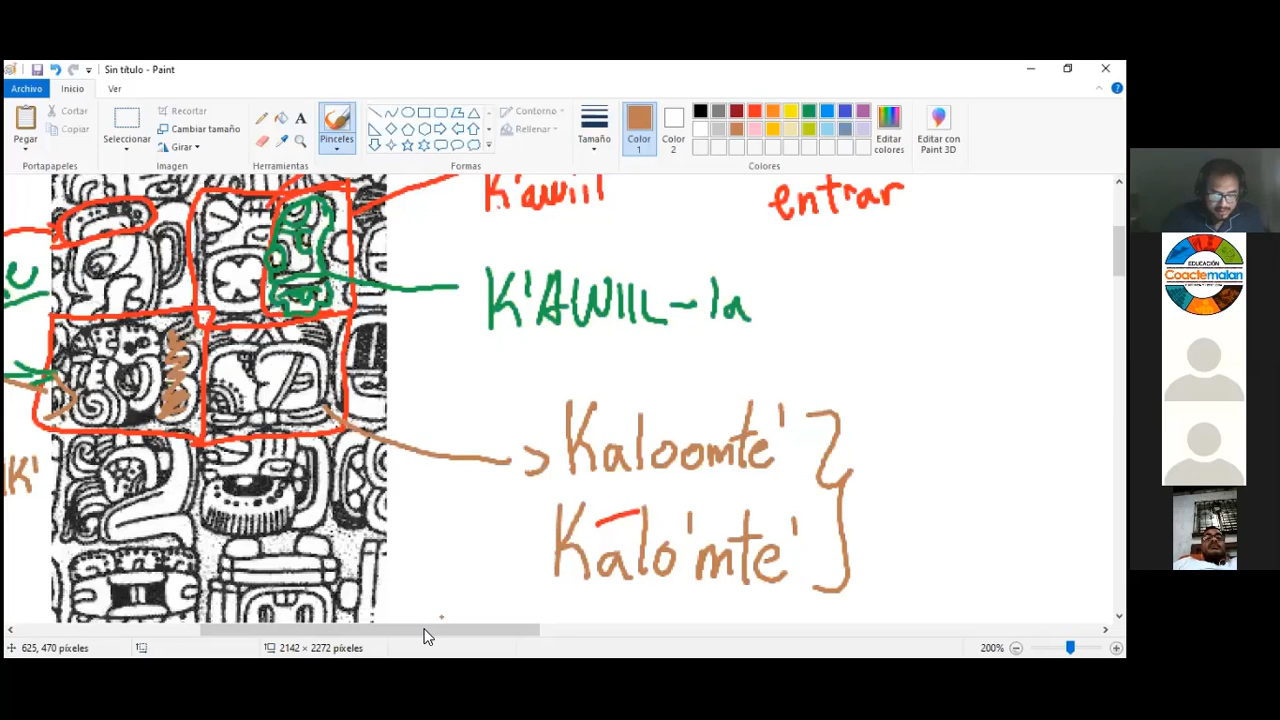 Sin título - Paint
Archivo Inicio Ver
Pegar
Cortar
Copiar
Portapapeles
Seleccionar
Recortar
Cambiar tamaño
Girar
Imagen
A
Herramientas
Pinceles
Contorno
Rellenar
Formas
Tamaño
Color 1
Color 2
Editar colores
Colores
Editar con Paint 3D
K'awiil entrar
K'AWIIL-la
Kaloomte'
Kalo'mte'
K'
625, 470 píxeles
2142 × 2272 píxeles
200%
EDUCACIÓN
Coactemalan